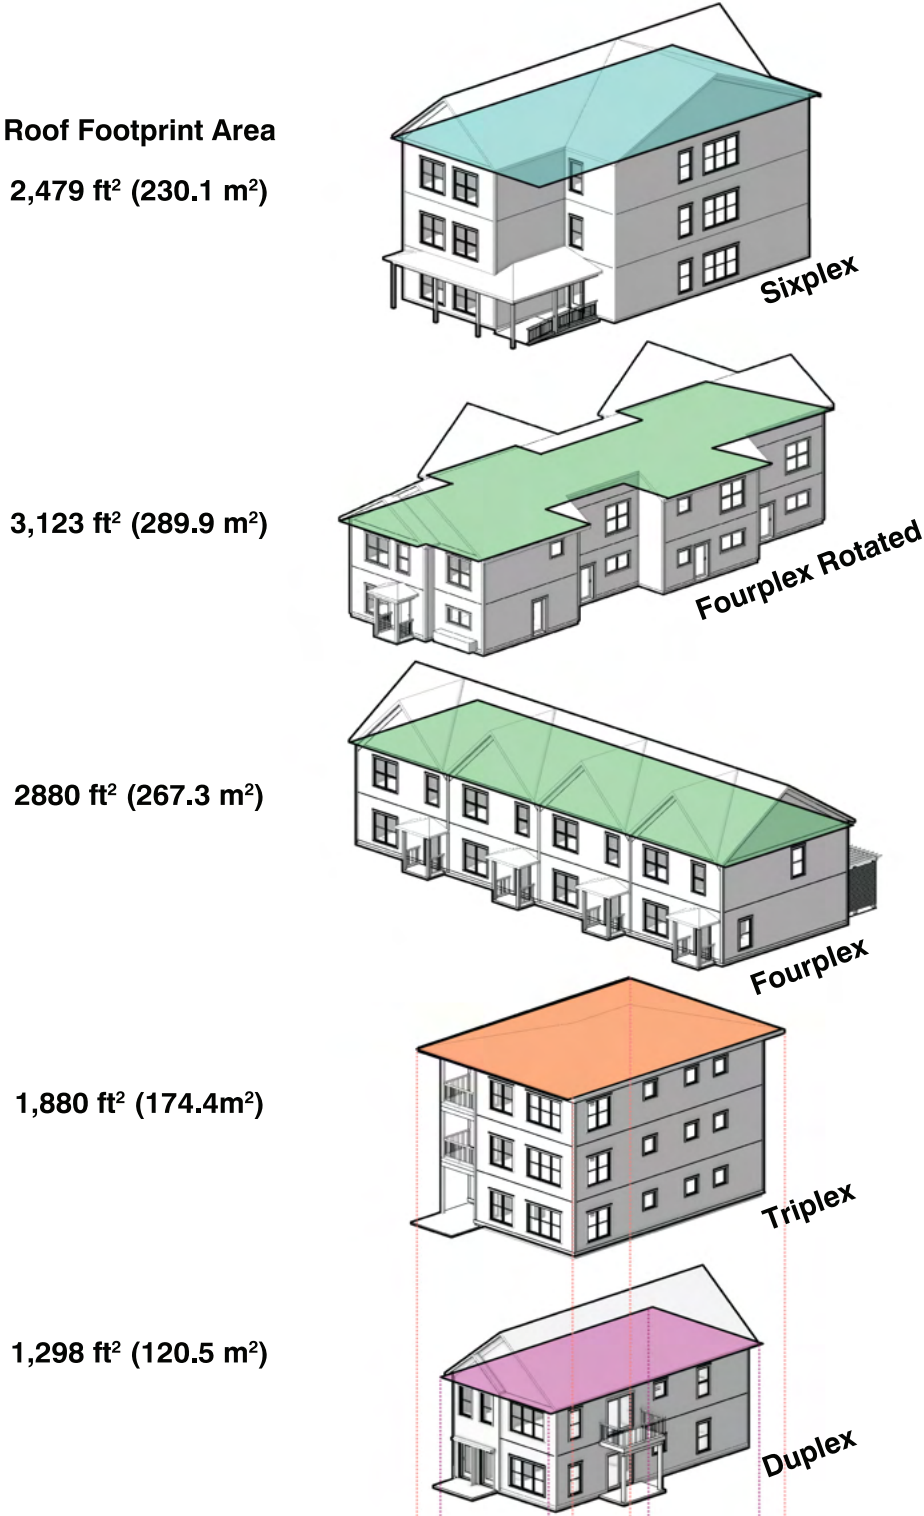 Roof Footprint Area
2,479 ft² (230.1 m²)
Sixplex
3,123 ft² (289.9 m²)
Fourplex Rotated
2880 ft² (267.3 m²)
Fourplex
1,880 ft² (174.4m²)
Triplex
1,298 ft² (120.5 m²)
Duplex